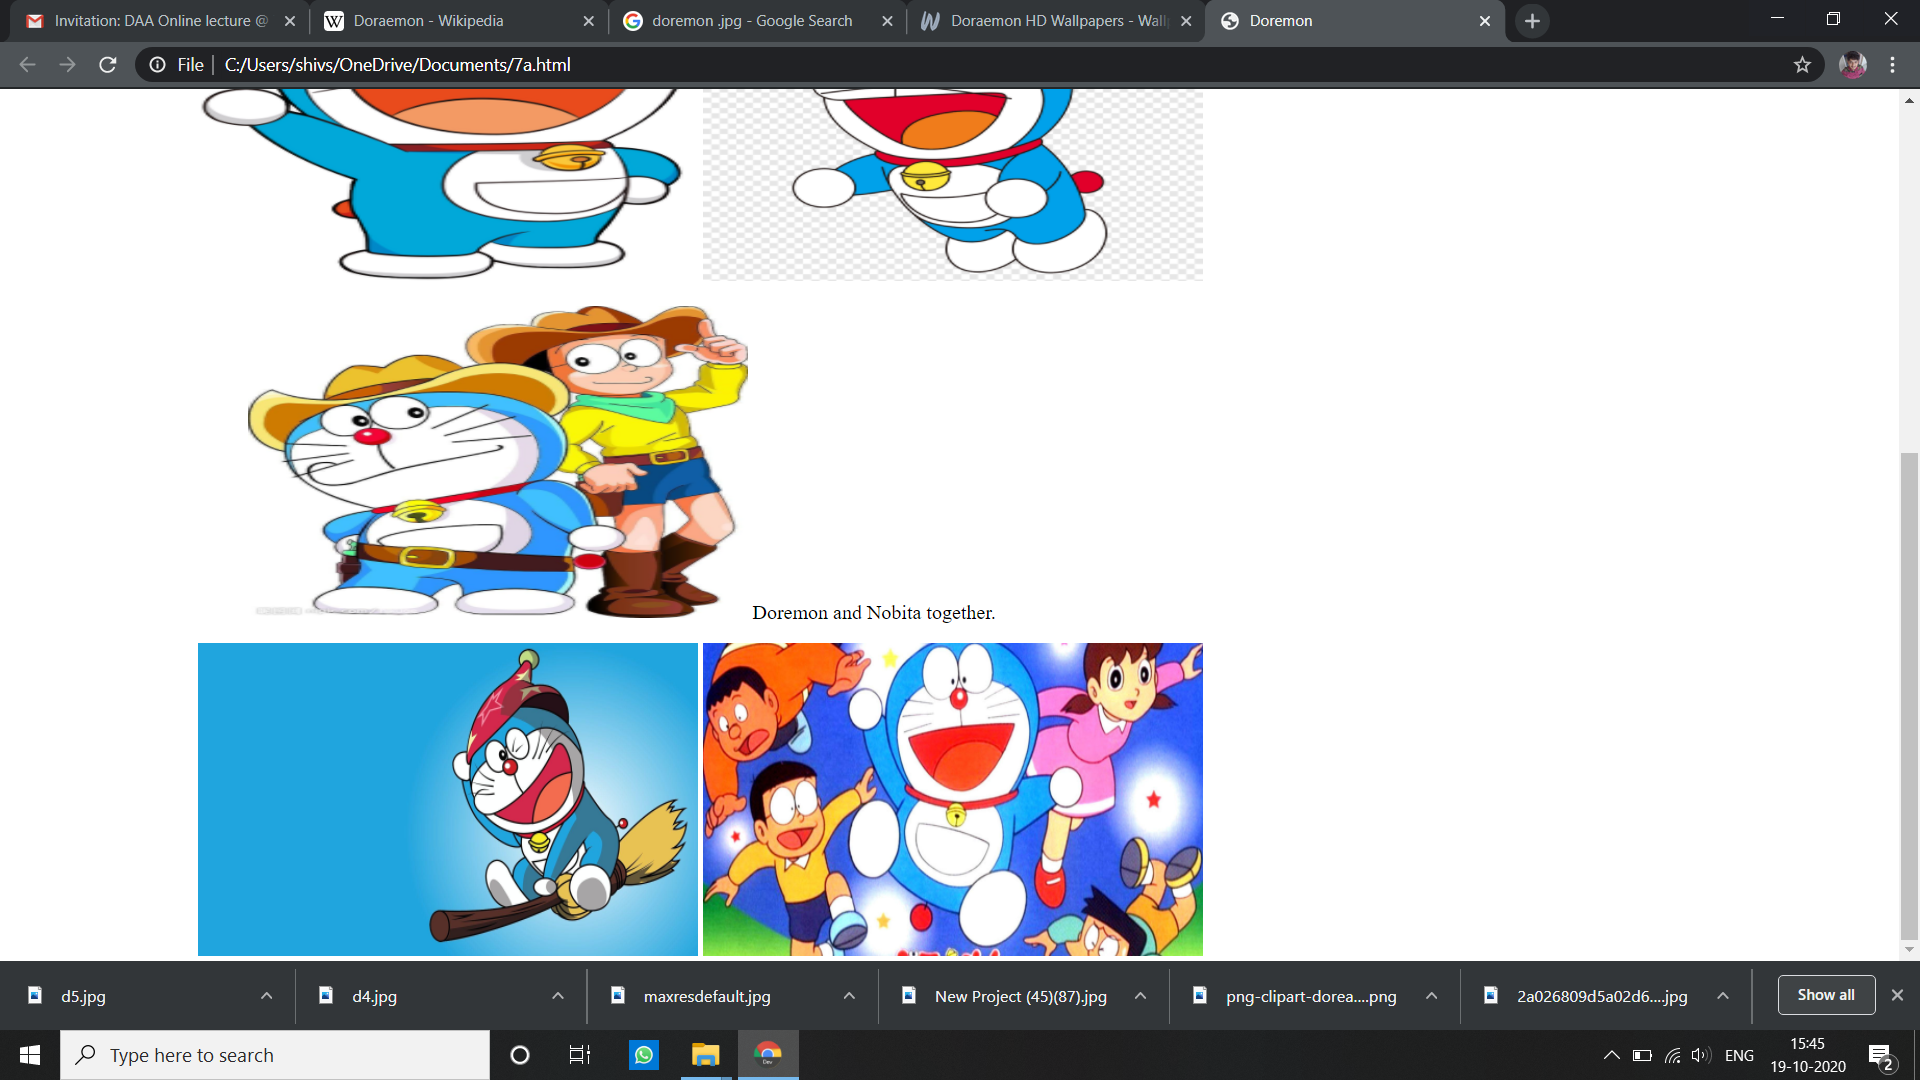 Invitation: DAA Online lecture @
Doraemon - Wikipedia
doremon .jpg - Google Search
Doraemon HD Wallpapers - Wall
Doremon
File
C:/Users/shivs/OneDrive/Documents/7a.html
Doremon and Nobita together.
d5.jpg
d4.jpg
maxresdefault.jpg
New Project (45)(87).jpg
png-clipart-dorea....png
2a026809d5a02d6....jpg
Show all
Type here to search
Dev
ENG
15:45
19-10-2020
2